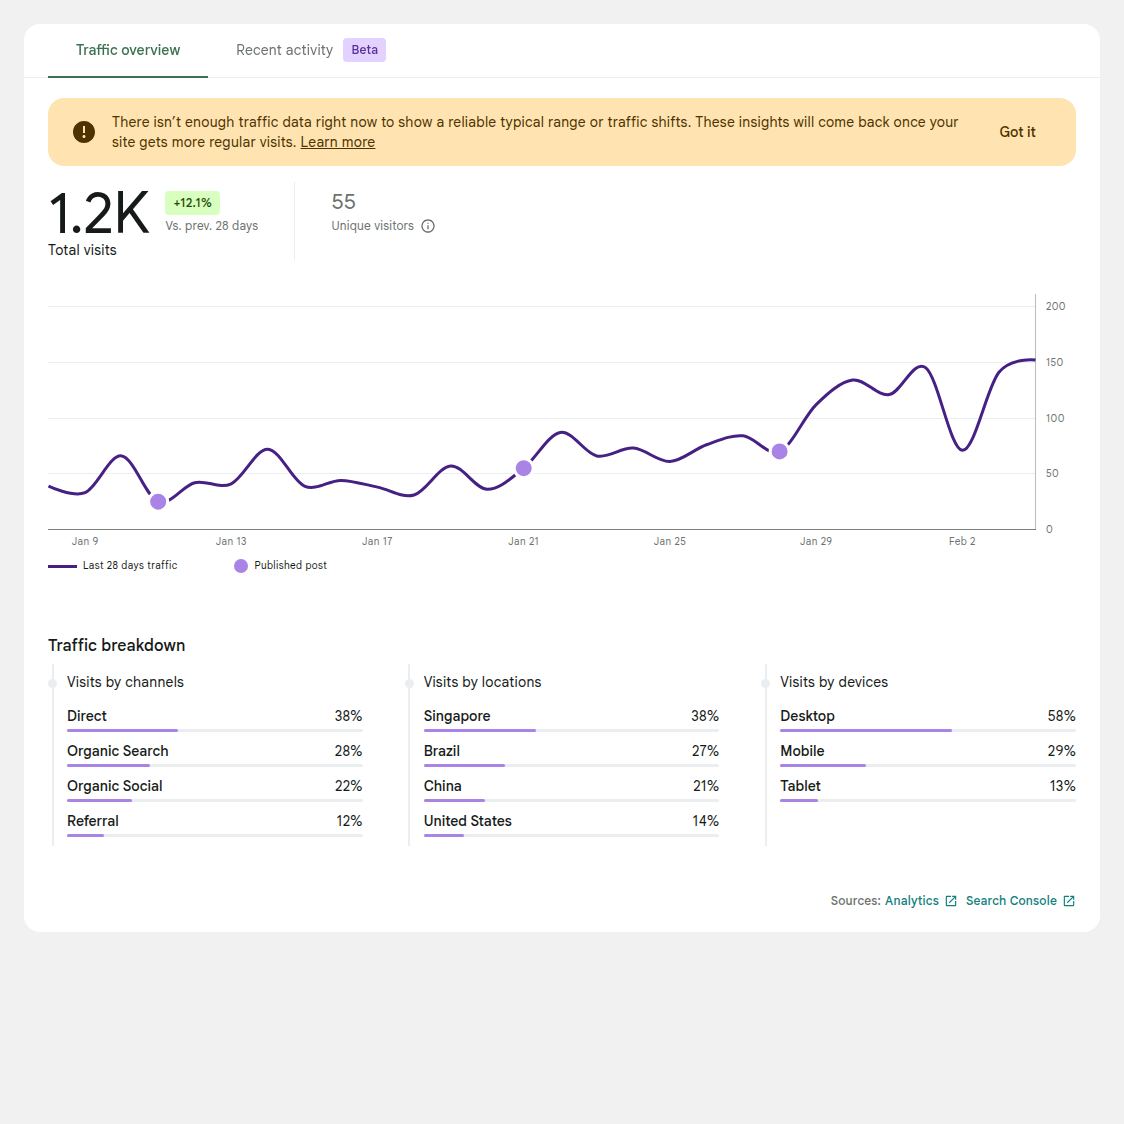 Traffic overview
Recent activity Beta
There isn’t enough traffic data right now to show a reliable typical range or traffic shifts. These insights will come back once your
site gets more regular visits. Learn more
Got it
1.2K
+12.1%
Vs. prev. 28 days
Total visits
55
Unique visitors
200
150
100
50
0
Jan 9 Jan 13 Jan 17 Jan 21 Jan 25 Jan 29 Feb 2
Last 28 days traffic Published post
Traffic breakdown
Visits by channels
Direct 38%
Organic Search 28%
Organic Social 22%
Referral 12%
Visits by locations
Singapore 38%
Brazil 27%
China 21%
United States 14%
Visits by devices
Desktop 58%
Mobile 29%
Tablet 13%
Sources: Analytics Search Console